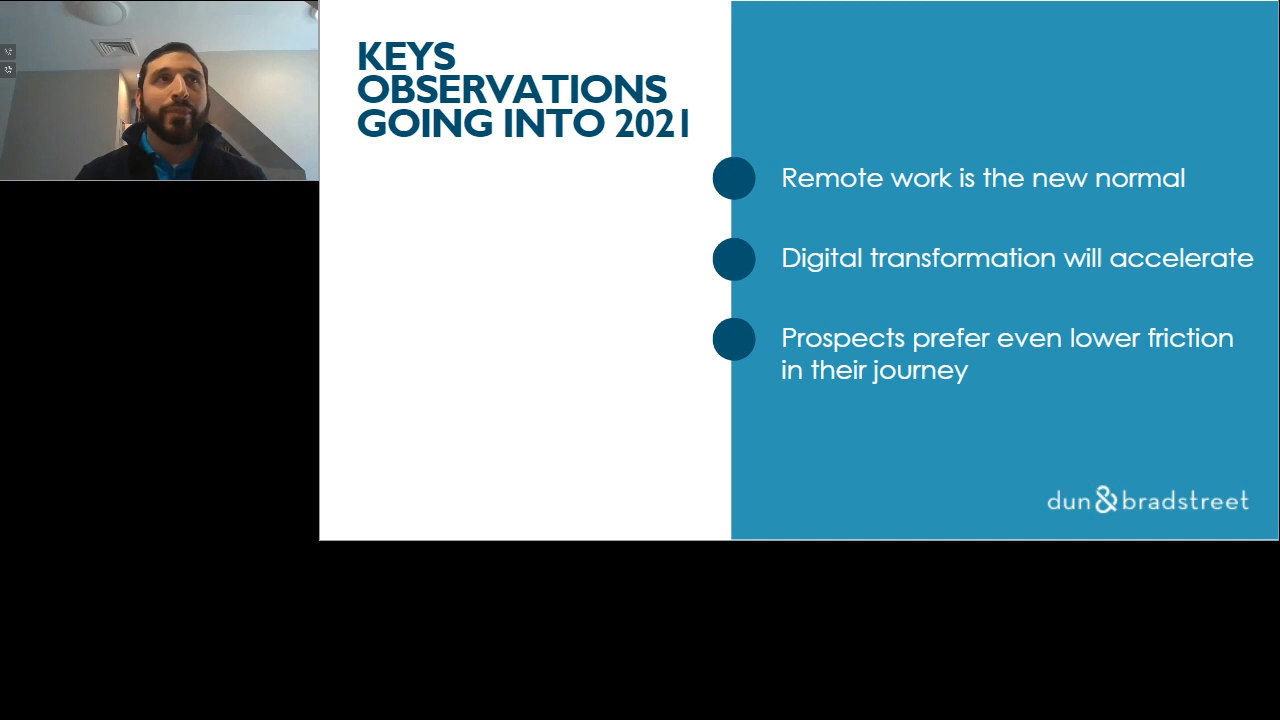 KEYS
OBSERVATIONS
GOING INTO 2021
Remote work is the new normal
Digital transformation will accelerate
Prospects prefer even lower friction
in their journey
dun&bradstreet